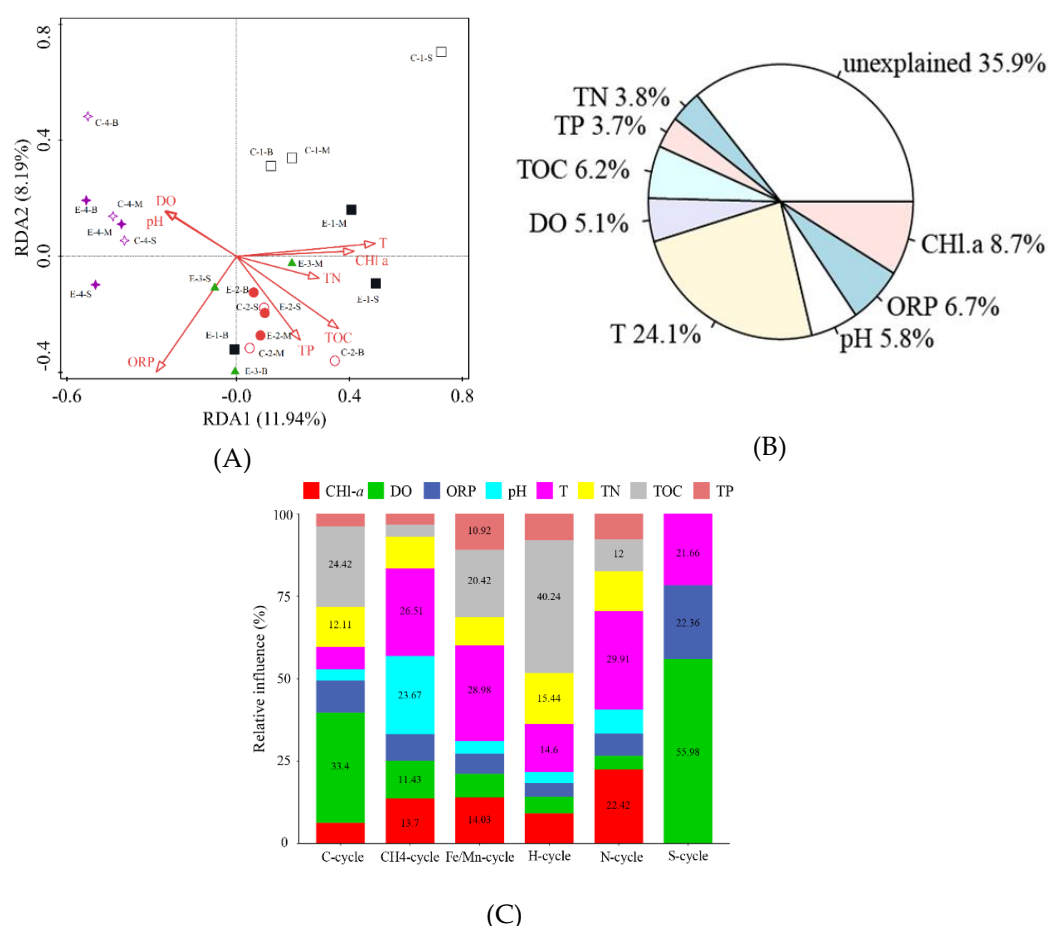 0.8
0.4
0.0
-0.4
RDA2 (8.19%)
-0.6
-0.0
0.4
0.8
RDA1 (11.94%)
C-1-S
C-4-B
C-1-B
C-1-M
E-4-B
C-4-M
E-4-M
C-4-S
E-4-S
DO
pH
E-1-M
T
CHl.a
E-3-M
TN
E-3-S
E-2-B
C-2-S
E-2-S
E-1-S
E-1-B
E-2-M
TOC
TP
C-2-M
C-2-B
ORP
E-3-B
(A)
unexplained 35.9%
TN 3.8%
TP 3.7%
TOC 6.2%
DO 5.1%
T 24.1%
pH 5.8%
ORP 6.7%
CHl.a 8.7%
(B)
CHl-a DO ORP pH T TN TOC TP
Relative influence (%)
100
75
50
25
0
24.42
12.11
33.4
26.51
23.67
11.43
13.7
10.92
20.42
28.98
14.03
40.24
15.44
14.6
12
29.91
22.42
21.66
22.36
55.98
C-cycle CH4-cycle Fe/Mn-cycle H-cycle N-cycle S-cycle
(C)